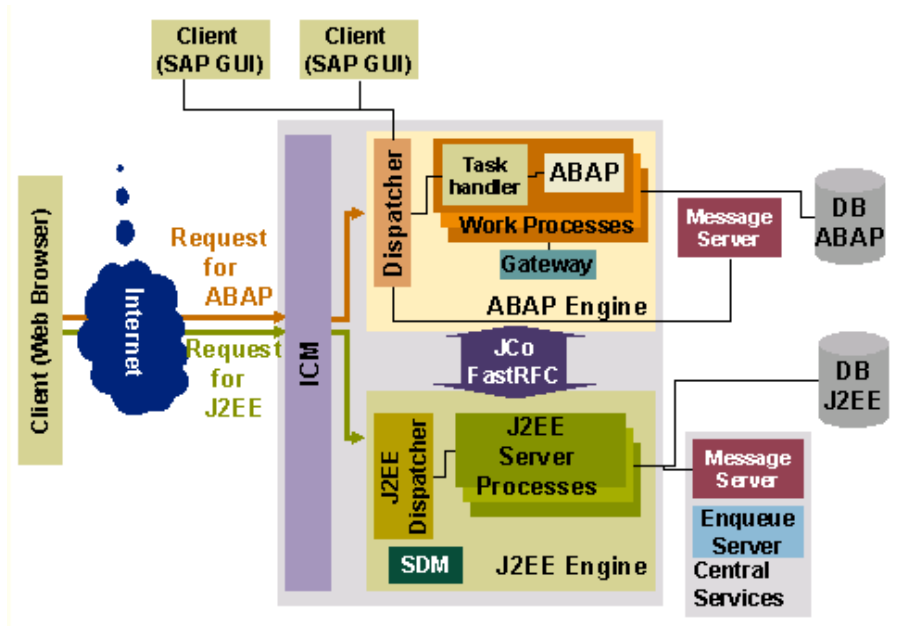 Client
(SAP GUI)
Client
(SAP GUI)
Client (Web Browser)
Internet
Request
for
ABAP
Request
for
J2EE
ICM
Dispatcher
Task
handler
ABAP
Work Processes
Gateway
ABAP Engine
Message
Server
DB
ABAP
JCo
FastRFC
J2EE
Dispatcher
J2EE
Server
Processes
SDM
J2EE Engine
DB
J2EE
Message
Server
Enqueue
Server
Central
Services